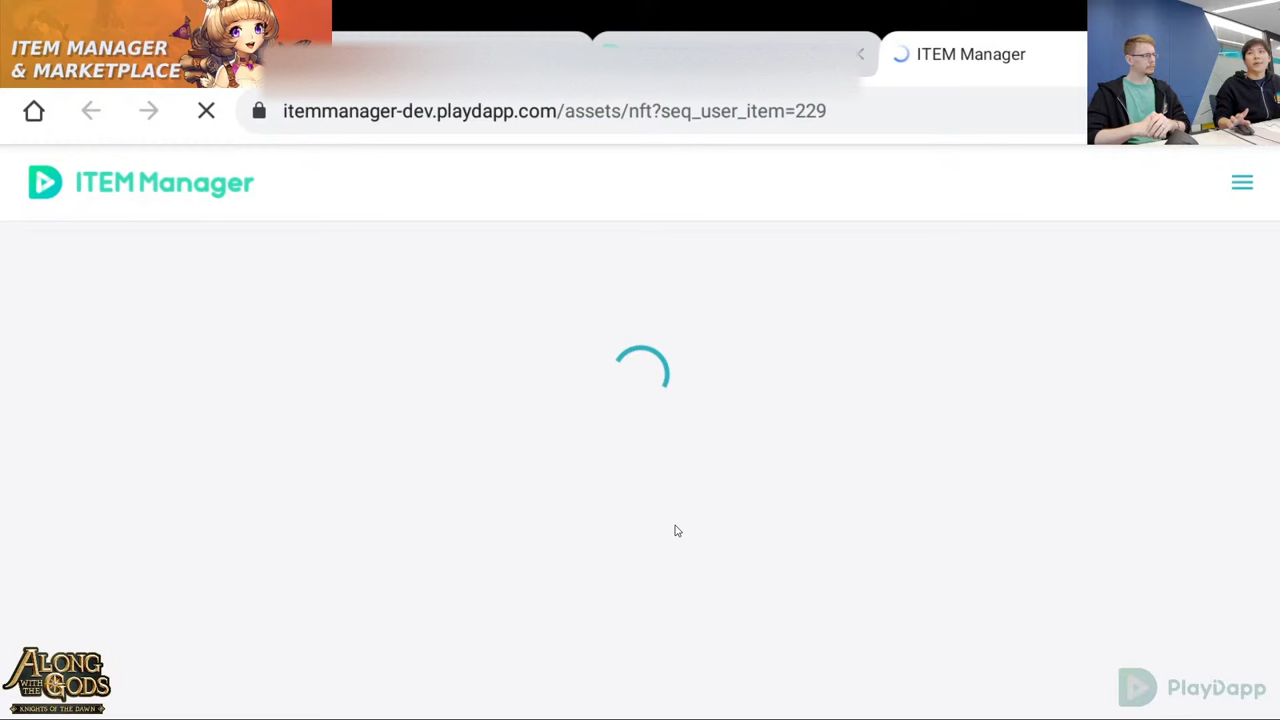 ITEM MANAGER
& MARKETPLACE
ITEM Manager
itemmanager-dev.playdapp.com/assets/nft?seq_user_item=229
ITEM Manager
ALONG
WITH THE GODS
KNIGHTS OF THE DAWN
PlayDapp